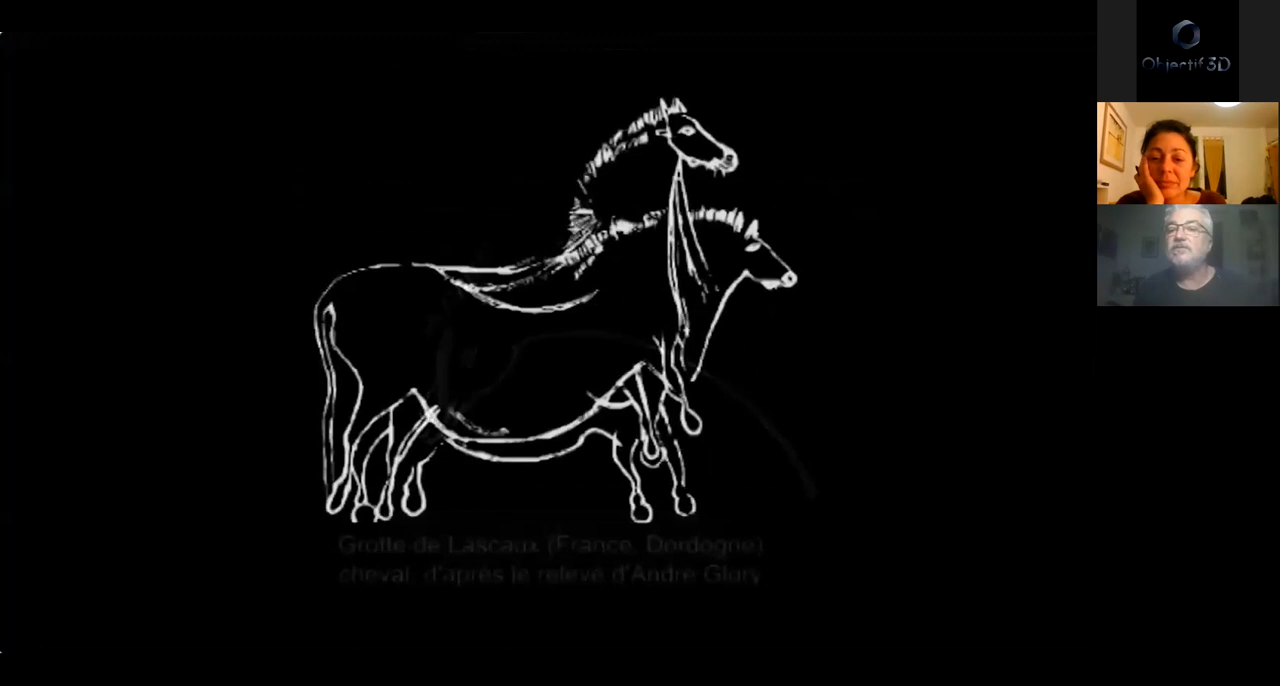 Objectif 3D
Grotte de Lascaux (France, Dordogne)
cheval, d'après le relevé d'André Glory